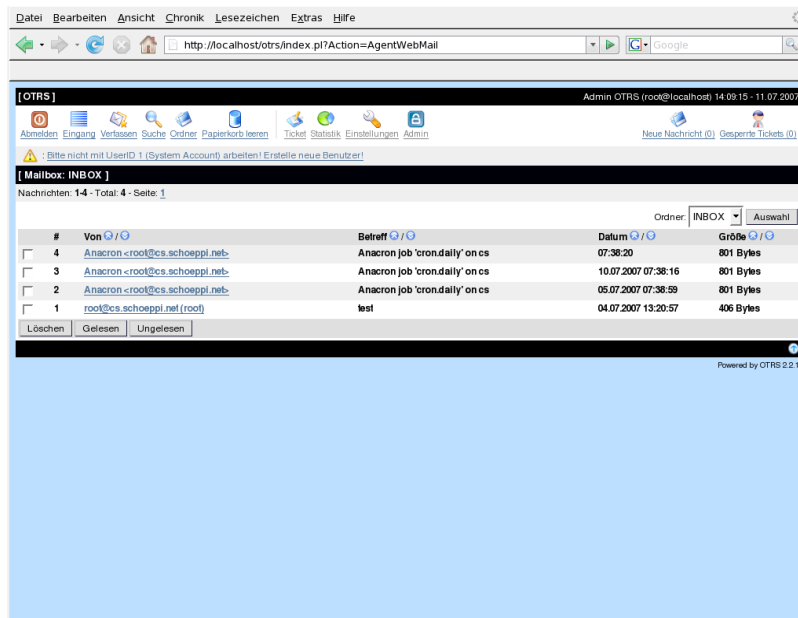 Datei Bearbeiten Ansicht Chronik Lesezeichen Extras Hilfe
http://localhost/otrs/index.pl?Action=AgentWebMail G Google
[ OTRS ] Admin OTRS (root@localhost) 14:09:15 - 11.07.2007
Abmelden Eingang Verfassen Suche Ordner Papierkorb leeren Ticket Statistik Einstellungen Admin Neue Nachricht (0) Gesperrte Tickets (0)
: Bitte nicht mit UserID 1 (System Account) arbeiten! Erstelle neue Benutzer!
[ Mailbox: INBOX ]
Nachrichten: 1-4 - Total: 4 - Seite: 1
Ordner: INBOX Auswahl
# Von / Betreff / Datum / Größe /
4 Anacron <root@cs.schoeppi.net> Anacron job 'cron.daily' on cs 07:38:20 801 Bytes
3 Anacron <root@cs.schoeppi.net> Anacron job 'cron.daily' on cs 10.07.2007 07:38:16 801 Bytes
2 Anacron <root@cs.schoeppi.net> Anacron job 'cron.daily' on cs 05.07.2007 07:38:59 801 Bytes
1 root@cs.schoeppi.net (root) test 04.07.2007 13:20:57 406 Bytes
Löschen Gelesen Ungelesen
Powered by OTRS 2.2.1